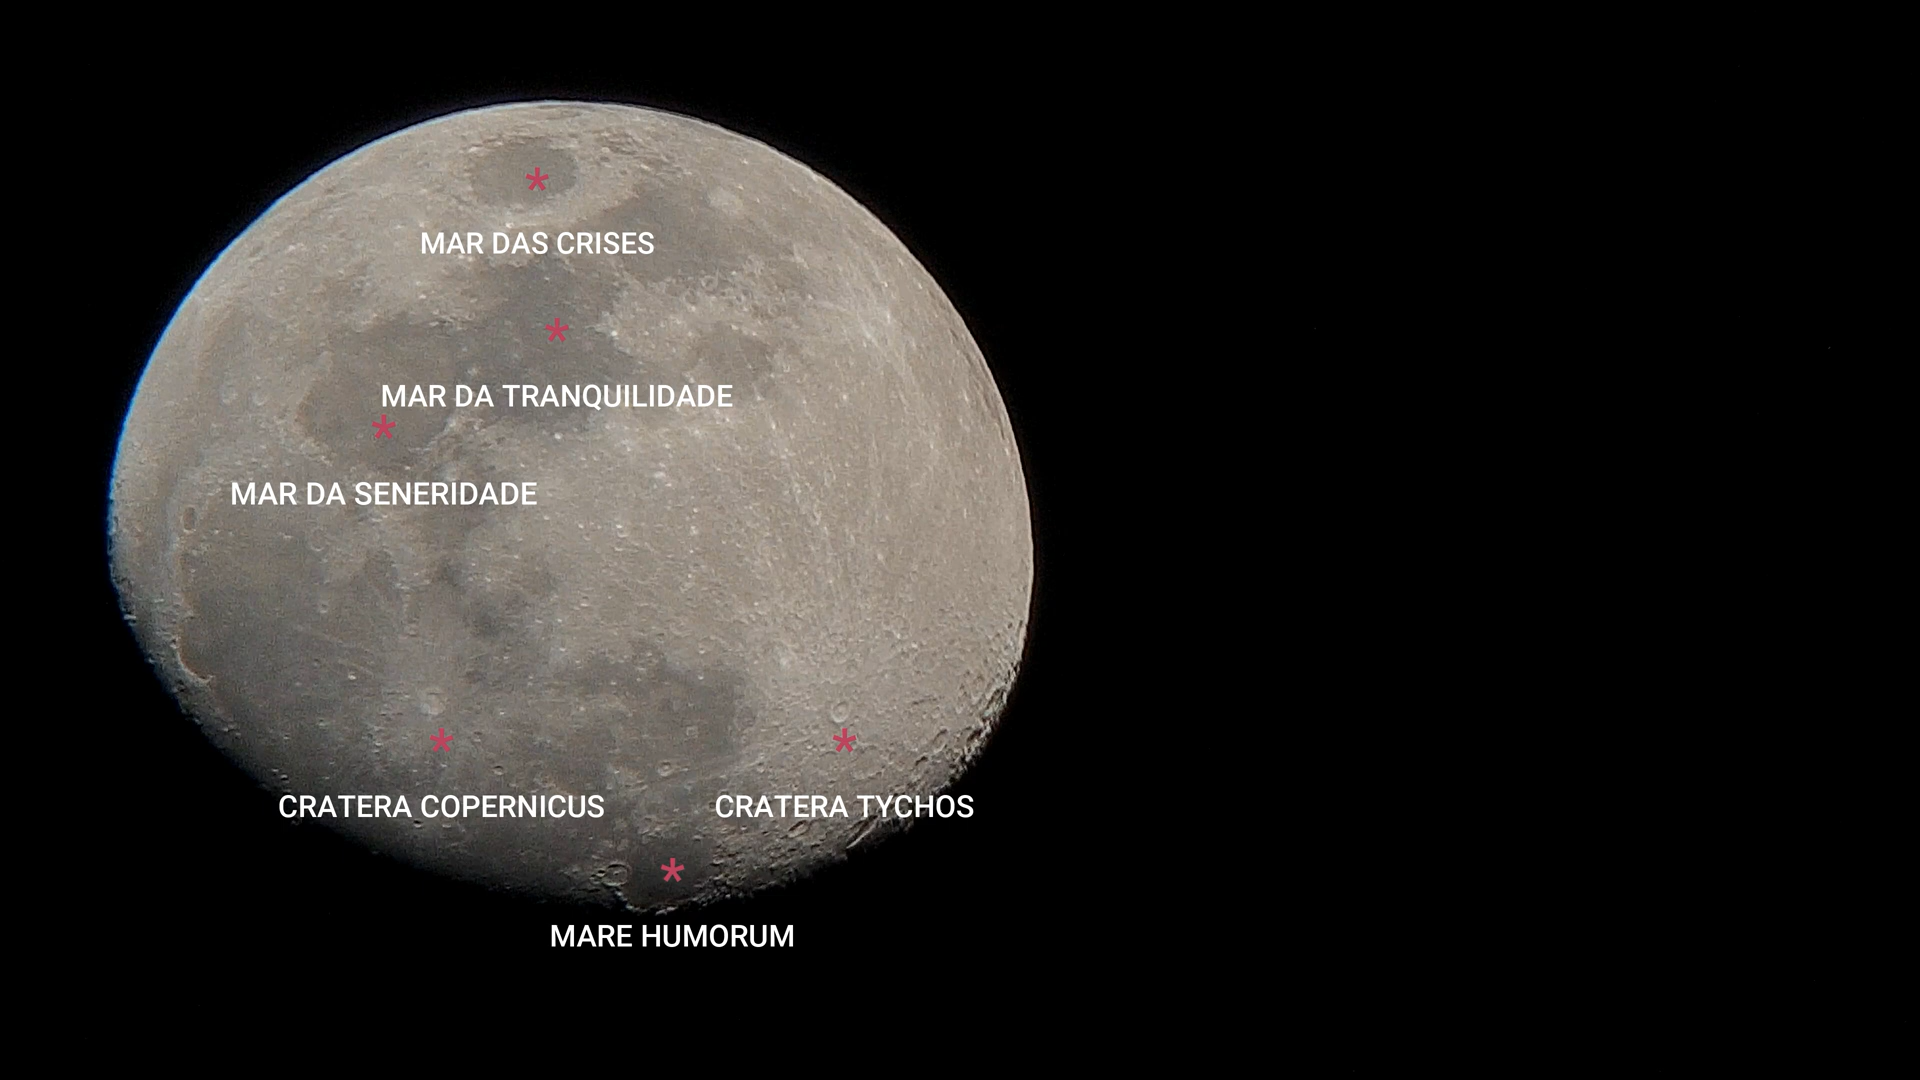 MAR DAS CRISES
MAR DA TRANQUILIDADE
MAR DA SENERIDADE
CRATERA COPERNICUS
CRATERA TYCHOS
MARE HUMORUM